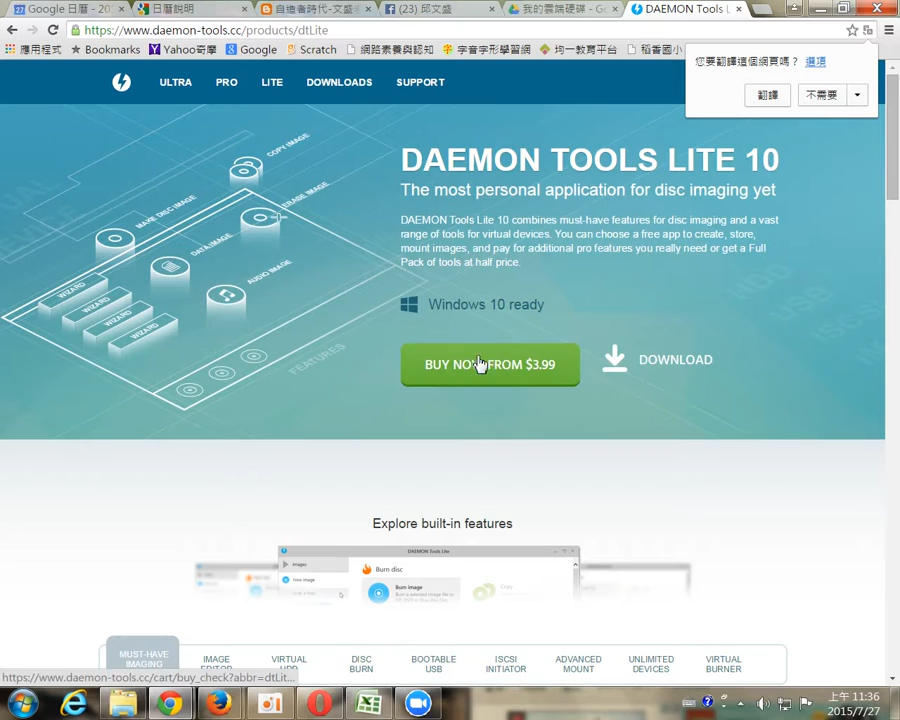 Google 日曆 - 20
日曆說明
自造者時代-文盛
(23) 邱文盛
我的雲端硬碟 - Go
DAEMON Tools L
https://www.daemon-tools.cc/products/dtLite
應用程式
Bookmarks
Yahoo奇摩
Google
Scratch
網路素養與認知
字音字形學習網
均一教育平台
稻香國小
您要翻譯這個網頁嗎？ 選項
翻譯
不需要
ULTRA
PRO
LITE
DOWNLOADS
SUPPORT
COPY IMAGE
ERASE IMAGE
MAKE DISC IMAGE
DATA IMAGE
AUDIO IMAGE
WIZARD
WIZARD
WIZARD
WIZARD
FEATURES
DAEMON TOOLS LITE 10
The most personal application for disc imaging yet
DAEMON Tools Lite 10 combines must-have features for disc imaging and a vast
range of tools for virtual devices. You can choose a free app to create, store,
mount images, and pay for additional pro features you really need or get a Full
Pack of tools at half price.
Windows 10 ready
BUY NOW FROM $3.99
DOWNLOAD
Explore built-in features
DAEMON Tools Lite
Images
New image
Burn disc
Burn image
Copy
MUST-HAVE
IMAGING
IMAGE
EDITOR
VIRTUAL
HDD
DISC
BURN
BOOTABLE
USB
ISCSI
INITIATOR
ADVANCED
MOUNT
UNLIMITED
DEVICES
VIRTUAL
BURNER
https://www.daemon-tools.cc/cart/buy_check?abbr=dtLit...
上午 11:36
2015/7/27